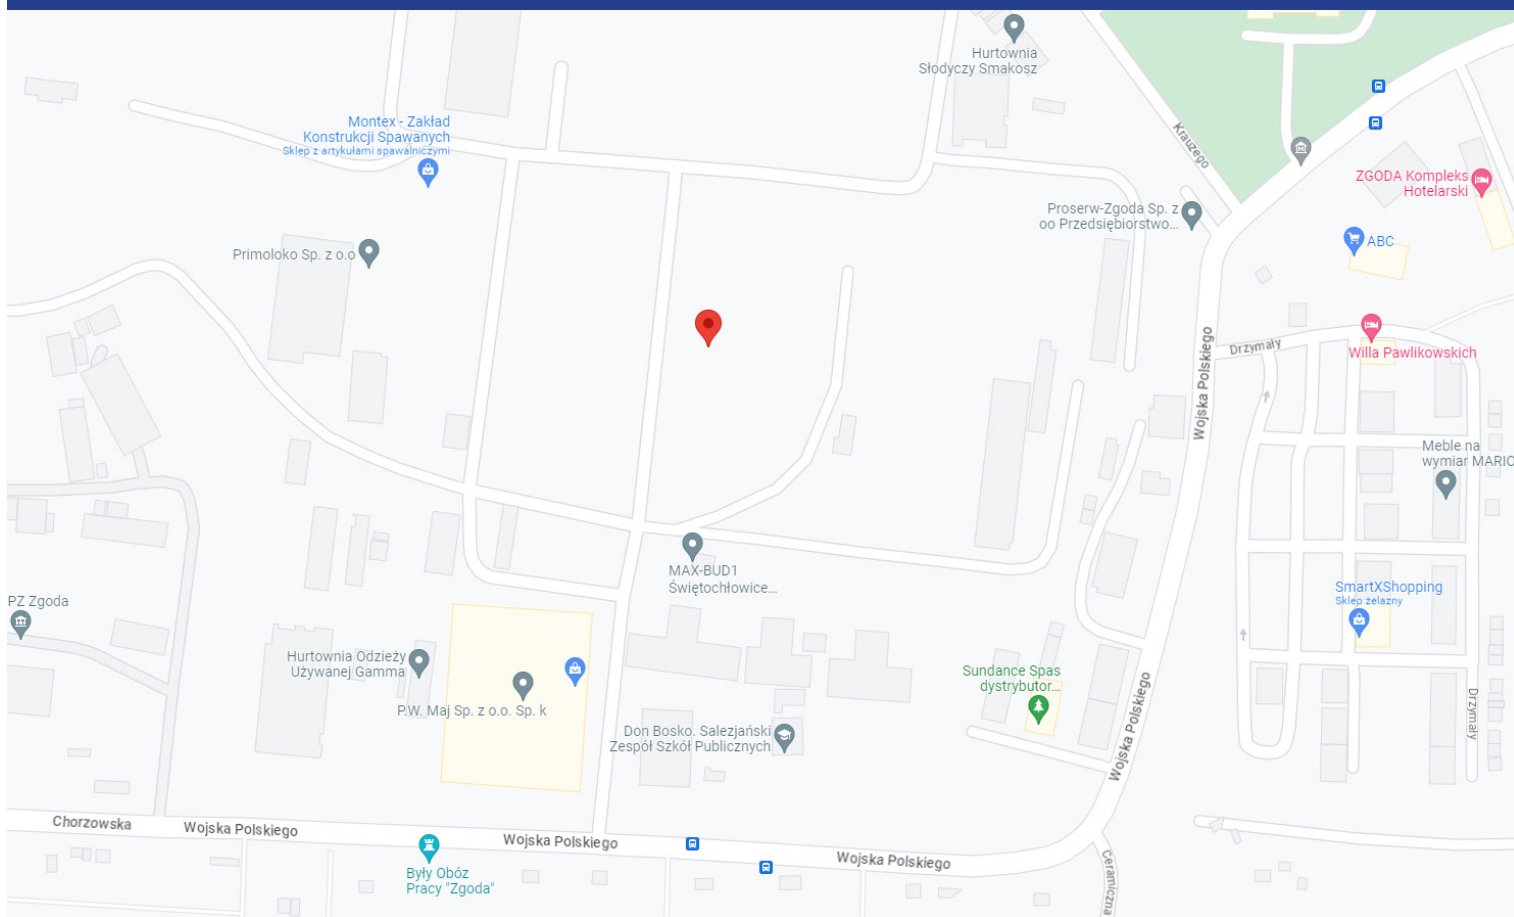 Hurtownia
Słodyczy Smakosz
Montex - Zakład
Konstrukcji Spawanych
Sklep z artykułami spawalniczymi
Krauzego
ZGODA Kompleks
Hotelarski
Proserw-Zgoda Sp. z
oo Przedsiębiorstwo...
ABC
Primoloko Sp. z o.o
Drzymały
Willa Pawlikowskich
Wojska Polskiego
Meble na
wymiar MARIO
MAX-BUD1
Świętochłowice...
SmartXShopping
Sklep żelazny
PZ Zgoda
Hurtownia Odzieży
Używanej Gamma
Sundance Spas
dystrybutor...
P.W. Maj Sp. z o.o. Sp. k
Wojska Polskiego
Drzymały
Don Bosko. Salezjański
Zespół Szkół Publicznych
Chorzowska
Wojska Polskiego
Wojska Polskiego
Wojska Polskiego
Ceramiczna
Były Obóz
Pracy "Zgoda"